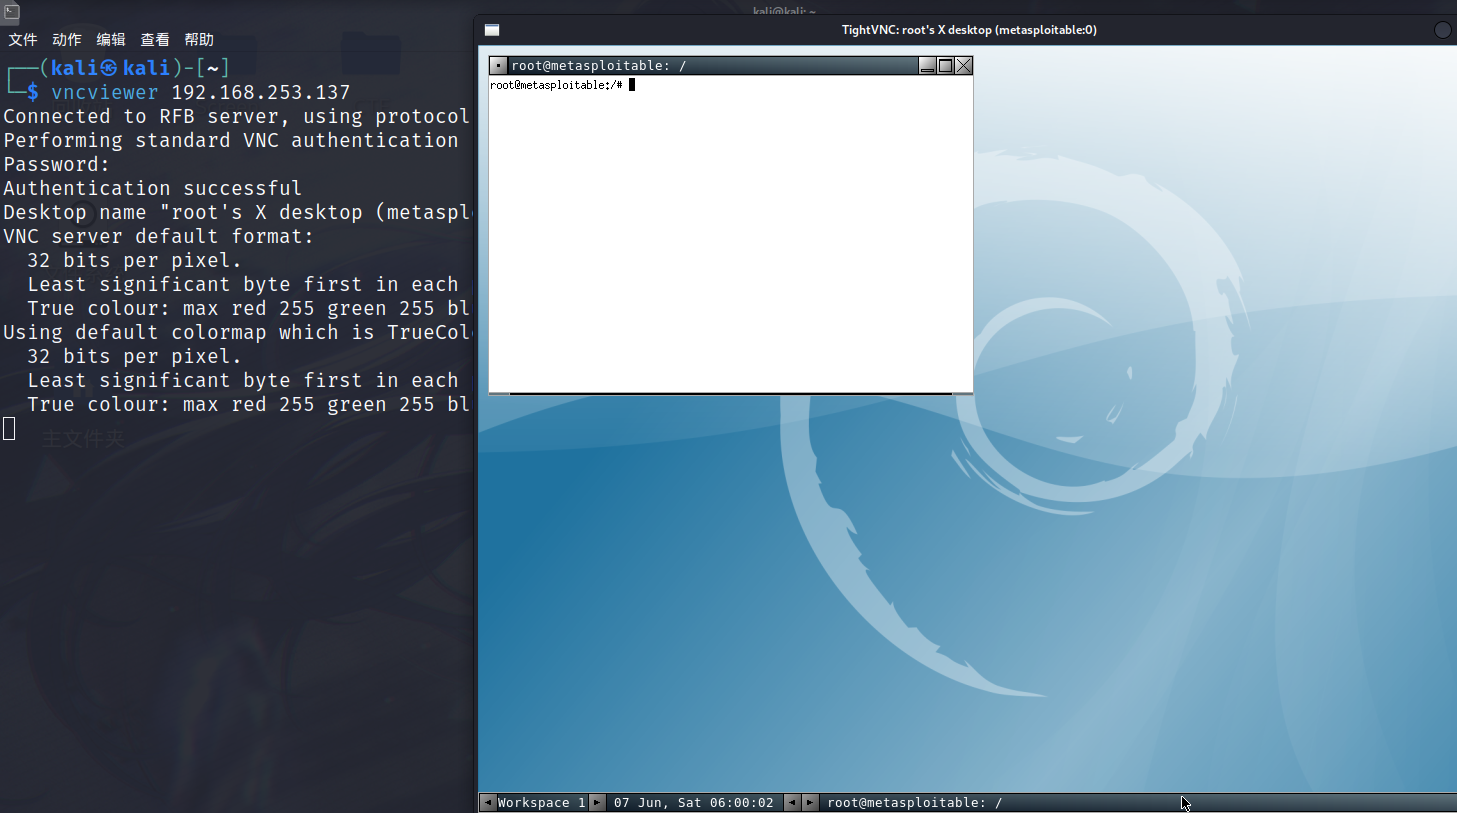 kali@kali: ~
文件 动作 编辑 查看 帮助
┌──(kali㉿kali)-[~]
└─$ vncviewer 192.168.253.137
Connected to RFB server, using protocol
Performing standard VNC authentication
Password:
Authentication successful
Desktop name "root's X desktop (metaspl
VNC server default format:
32 bits per pixel.
Least significant byte first in each
True colour: max red 255 green 255 bl
Using default colormap which is TrueCol
32 bits per pixel.
Least significant byte first in each
True colour: max red 255 green 255 bl
主文件夹
TightVNC: root's X desktop (metasploitable:0)
root@metasploitable: /
root@metasploitable:/#
Workspace 1 07 Jun, Sat 06:00:02 root@metasploitable: /